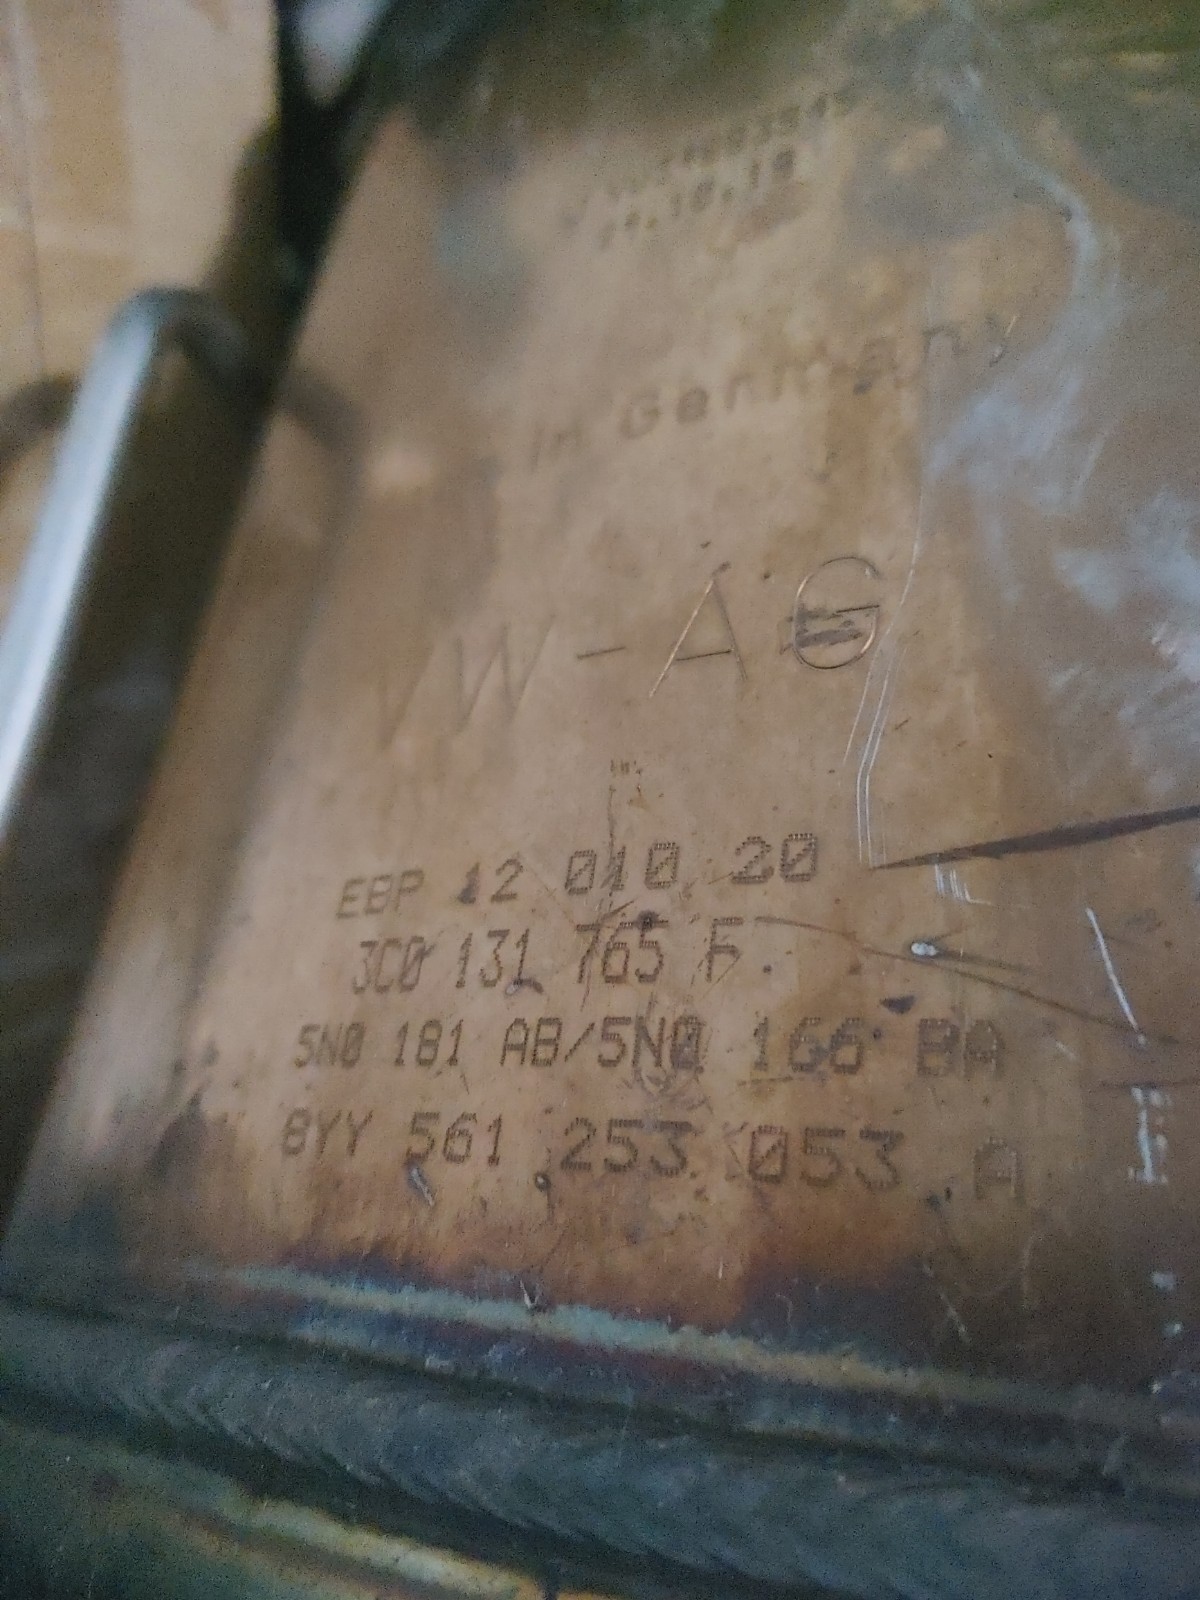 in Germany
VW-AG
EBP 12 010 20
3C0 131 765 F.
5N0 181 AB/5N0 166 BA
8YY 561 253 053 A